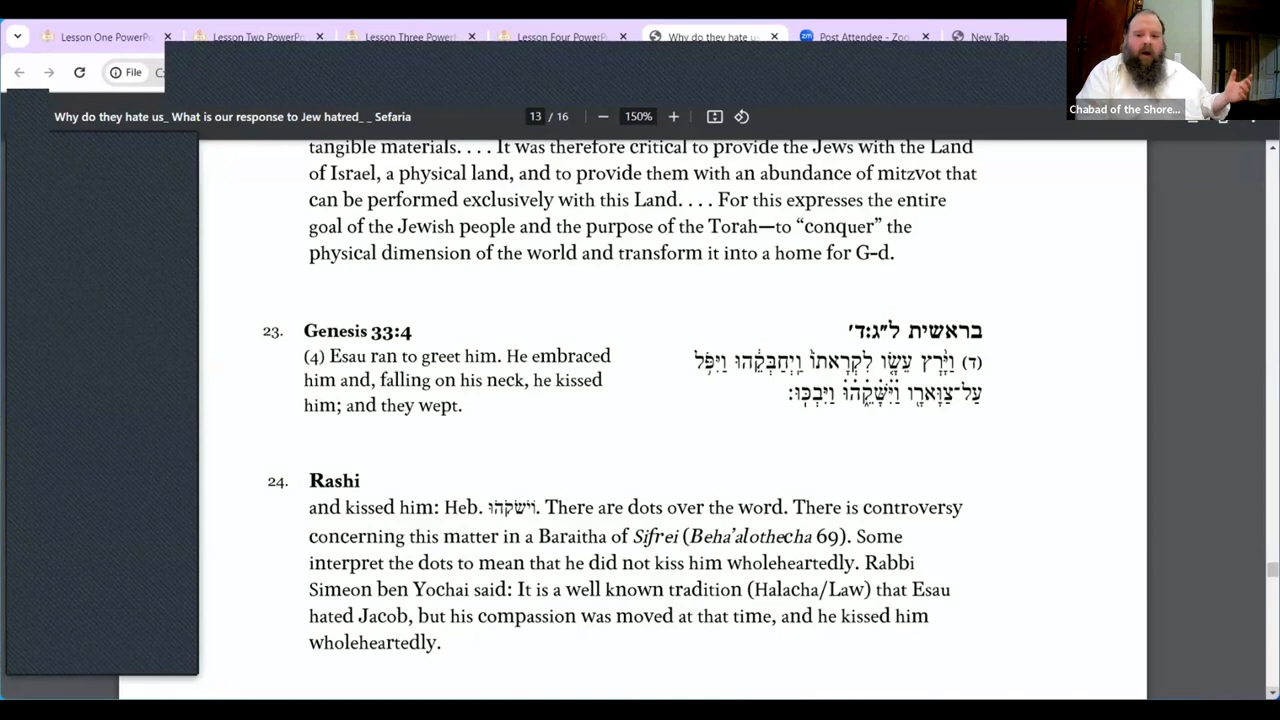 Lesson One PowerPo
Lesson Two PowerPo
Lesson Three PowerP
Lesson Four PowerP
Why do they hate us
Post Attendee - Zoo
New Tab
File
Chabad of the Shore...
Why do they hate us_ What is our response to Jew hatred_ _ Sefaria
13 / 16
150%
tangible materials. . . . It was therefore critical to provide the Jews with the Land
of Israel, a physical land, and to provide them with an abundance of mitzvot that
can be performed exclusively with this Land. . . . For this expresses the entire
goal of the Jewish people and the purpose of the Torah—to “conquer” the
physical dimension of the world and transform it into a home for G-d.
23. Genesis 33:4
(4) Esau ran to greet him. He embraced
him and, falling on his neck, he kissed
him; and they wept.
בראשית ל״ג:ד׳
(ד) וַיָּ֨רׇץ עֵשָׂ֤ו לִקְרָאתוֹ֙ וַֽיְחַבְּקֵ֔הוּ וַיִּפֹּ֥ל
עַל־צַוָּארָ֖ו וַׄיִּׄשָּׁׄקֵ֑ׄהׄוּׄ וַיִּבְכּֽוּ׃
24. Rashi
and kissed him: Heb. וׄיׄשׄקׄהׄוׄ. There are dots over the word. There is controversy
concerning this matter in a Baraitha of Sifrei (Beha’alothecha 69). Some
interpret the dots to mean that he did not kiss him wholeheartedly. Rabbi
Simeon ben Yochai said: It is a well known tradition (Halacha/Law) that Esau
hated Jacob, but his compassion was moved at that time, and he kissed him
wholeheartedly.